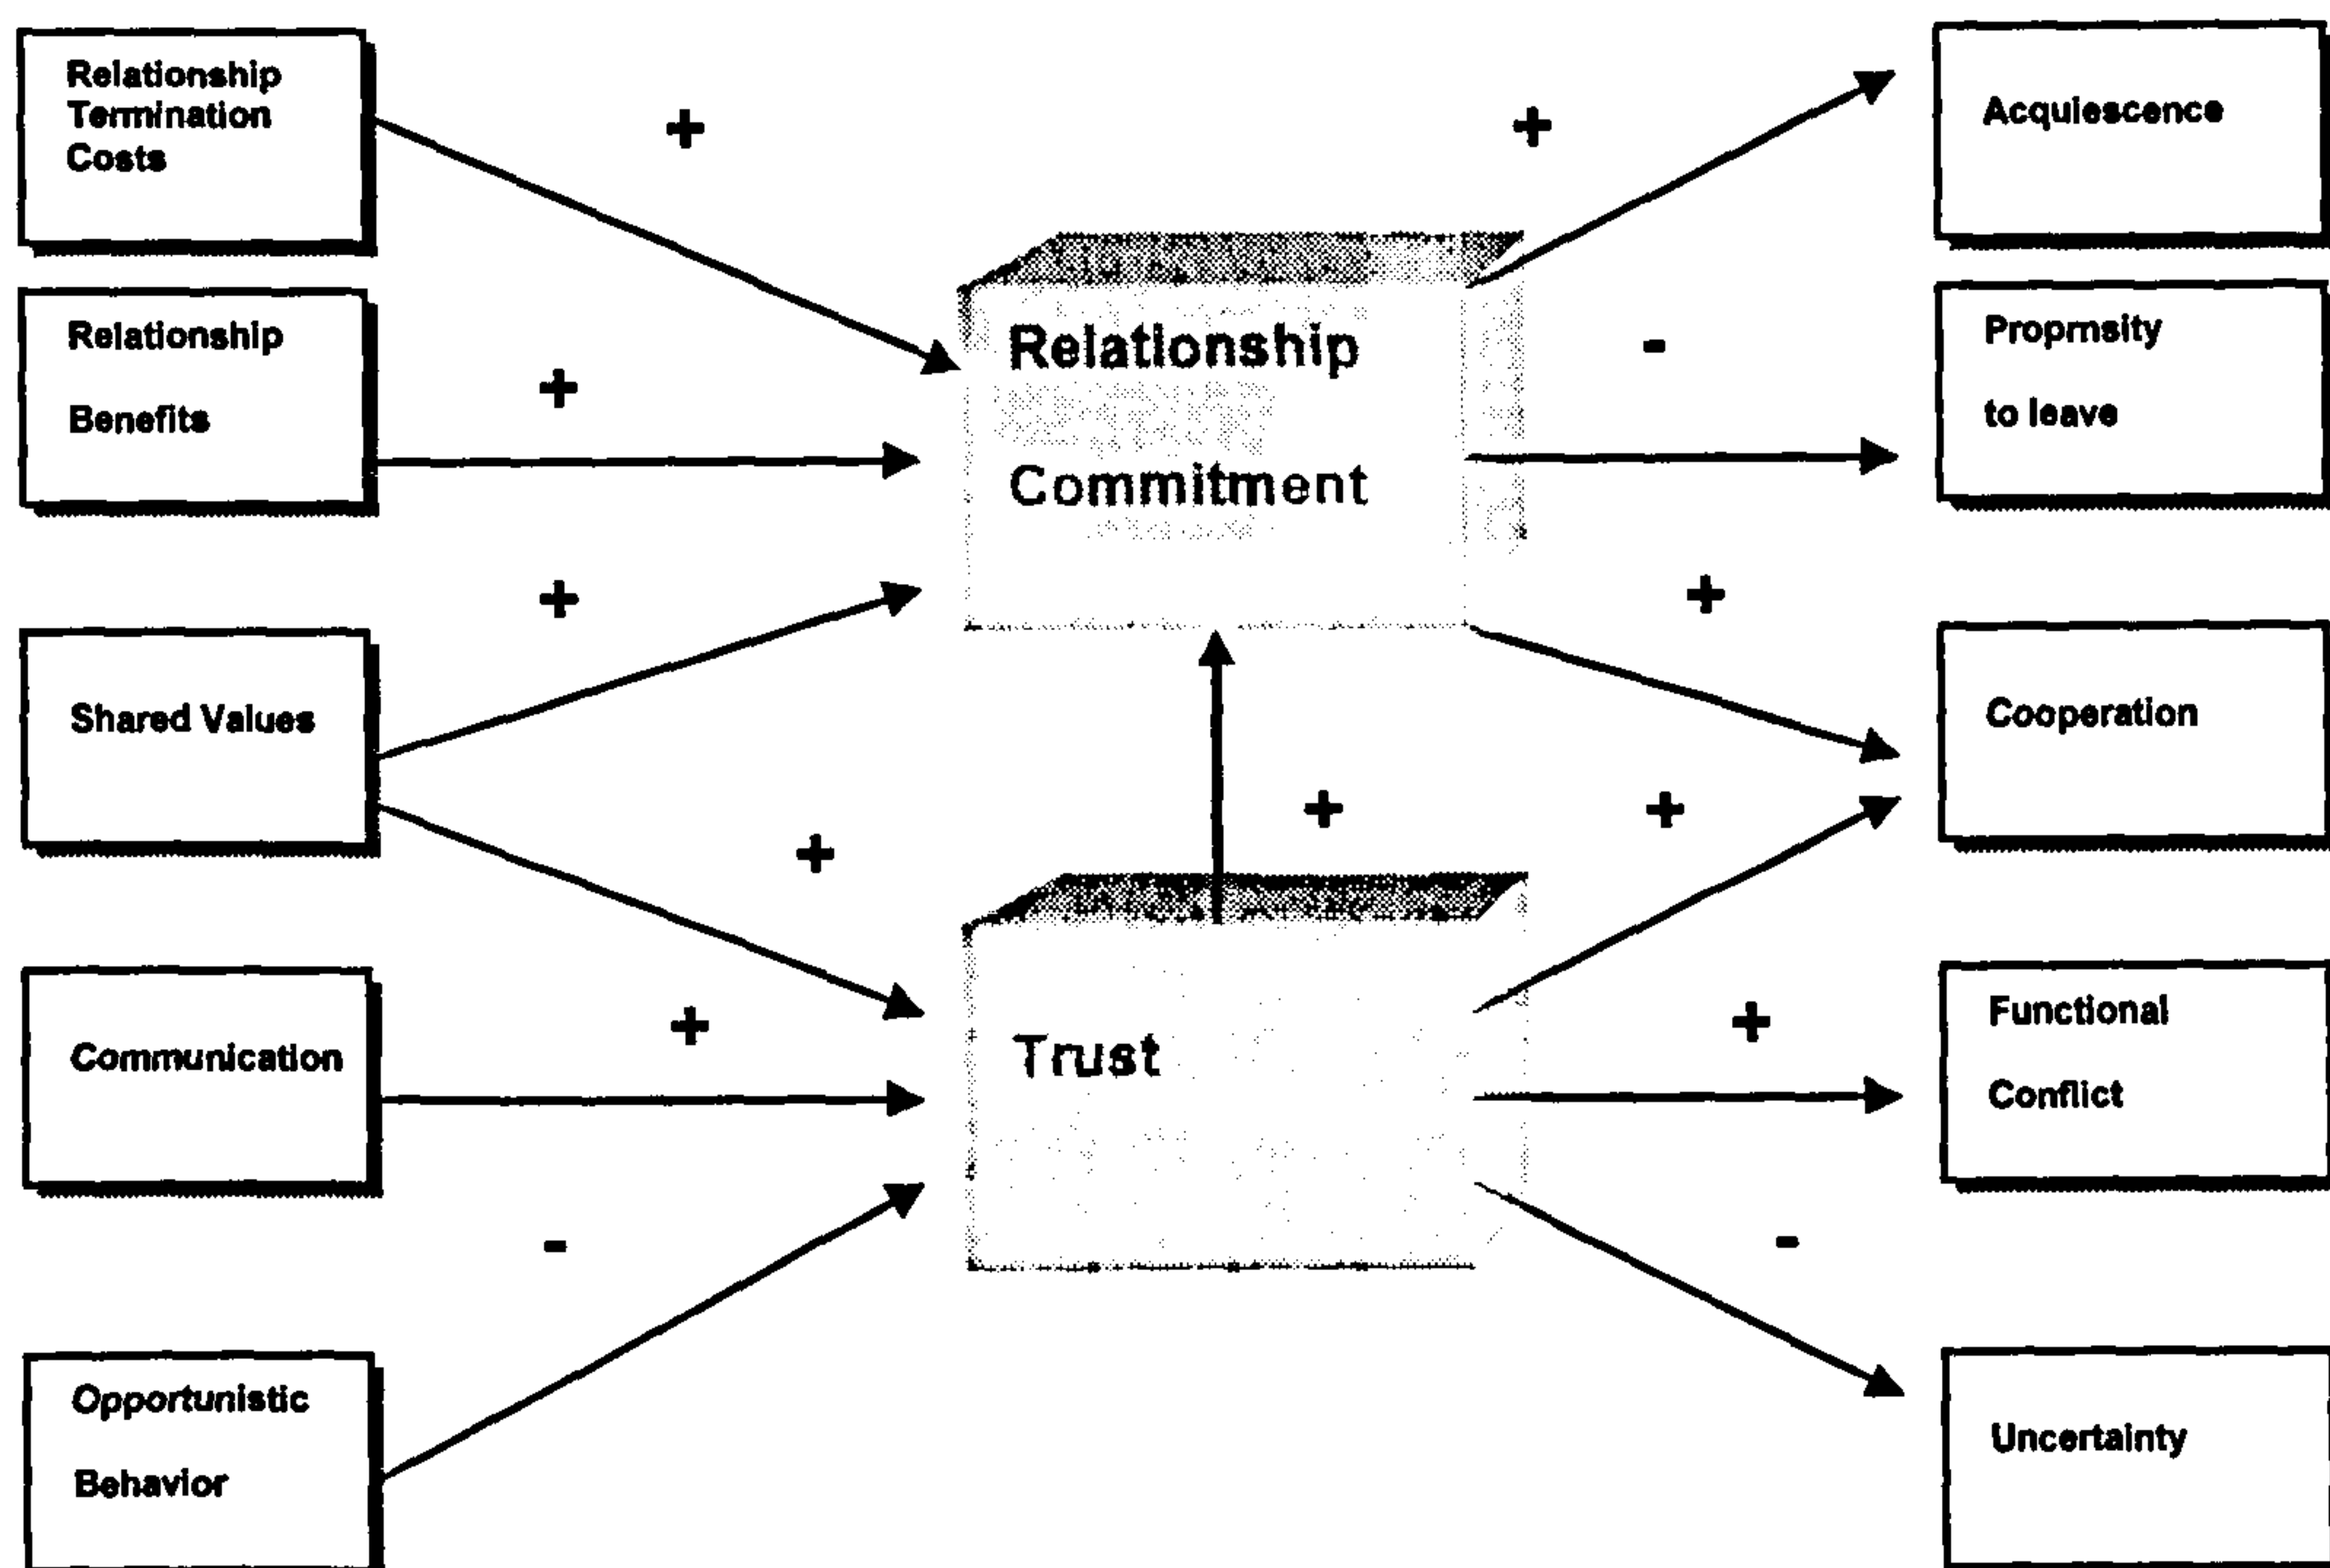 Relationship
Termination
Costs
+
+
Acquiescence
Relationship
Benefits
+
Relationship
Commitment
-
Propmsity
to leave
+
+
Shared Values
Cooperation
+
+
+
Communication
+
Trust
+
Functional
Conflict
-
-
Opportunistic
Behavior
Uncertainty